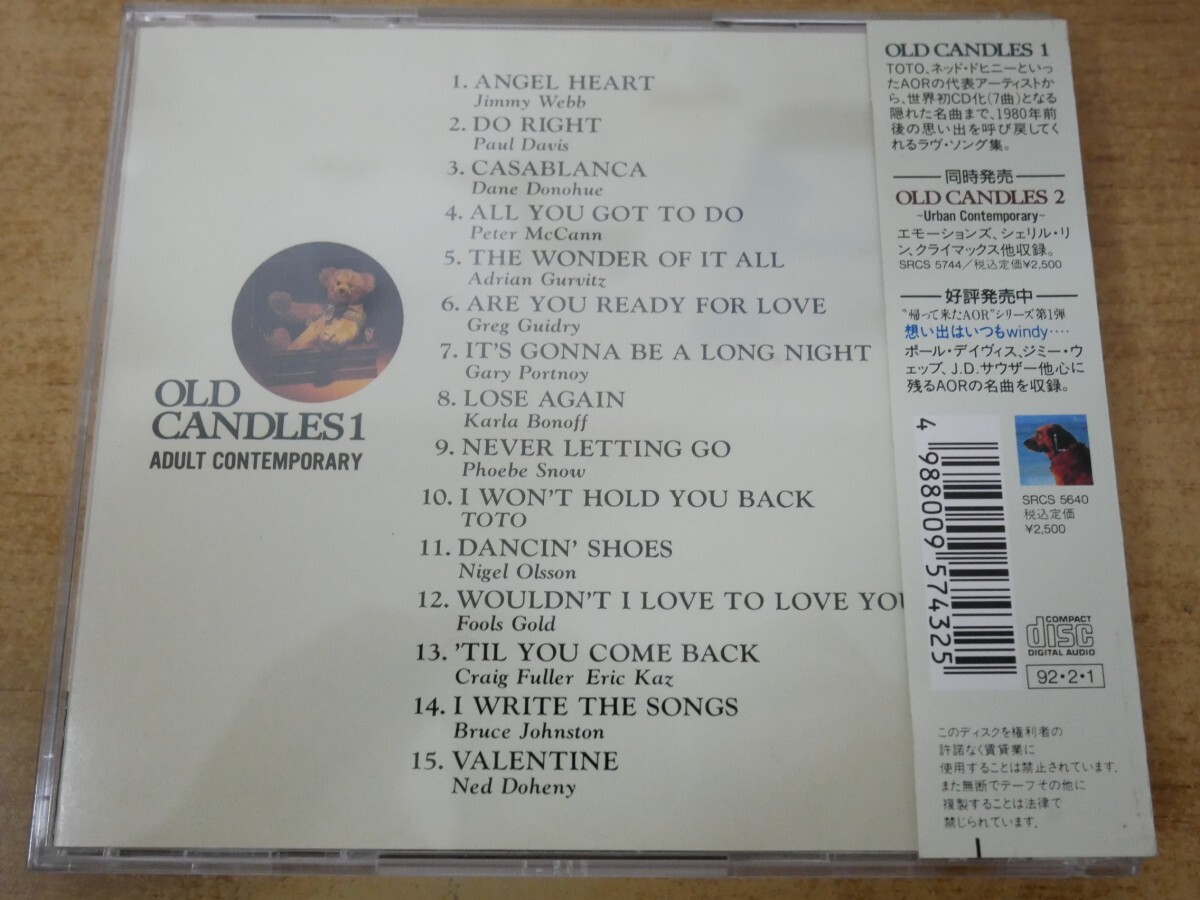 1. ANGEL HEART
Jimmy Webb
2. DO RIGHT
Paul Davis
3. CASABLANCA
Dane Donohue
4. ALL YOU GOT TO DO
Peter McCann
5. THE WONDER OF IT ALL
Adrian Gurvitz
6. ARE YOU READY FOR LOVE
Greg Guidry
7. IT'S GONNA BE A LONG NIGHT
Gary Portnoy
8. LOSE AGAIN
Karla Bonoff
9. NEVER LETTING GO
Phoebe Snow
10. I WON'T HOLD YOU BACK
TOTO
11. DANCIN' SHOES
Nigel Olsson
12. WOULDN'T I LOVE TO LOVE YOU
Fools Gold
13. 'TIL YOU COME BACK
Craig Fuller Eric Kaz
14. I WRITE THE SONGS
Bruce Johnston
15. VALENTINE
Ned Doheny
OLD
CANDLES 1
ADULT CONTEMPORARY
OLD CANDLES 1
TOTO、ネッド・ドヒニーといっ
たAORの代表アーティストか
ら、世界初CD化(7曲)となる
隠れた名曲まで、1980年前
後の思い出を呼び戻してく
れるラヴ・ソング集。
同時発売
OLD CANDLES 2
~Urban Contemporary~
エモーションズ、シェリル・リ
ン、クライマックス他収録。
SRCS 5744/税込定価¥2,500
好評発売中
"帰って来たAOR"シリーズ第1弾
想い出はいつもwindy‥‥
ポール・デイヴィス、ジミー・ウ
ェッブ、J.D.サウザー他心に
残るAORの名曲を収録。
4 988009 574325
SRCS 5640
税込定価
¥2,500
COMPACT
disc
DIGITAL AUDIO
92・2・1
このディスクを権利者の
許諾なく賃貸業に
使用することは禁止されています。
また無断でテープその他に
複製することは法律で
禁じられています。